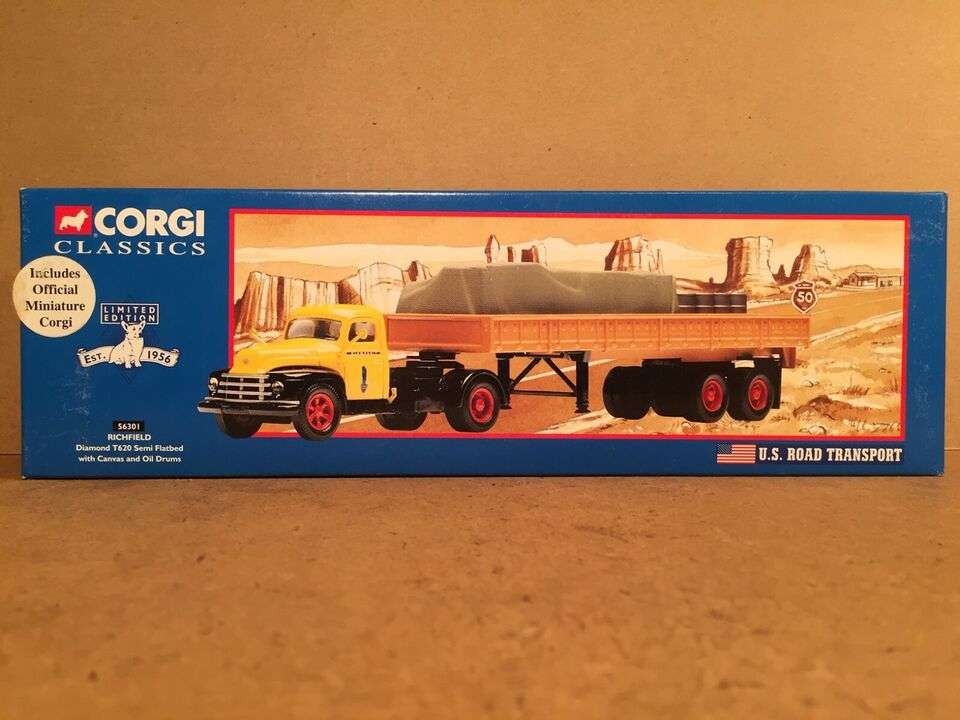 CORGI
CLASSICS
Includes
Official
Miniature
Corgi
LIMITED
EDITION
EST. 1956
56301
RICHFIELD
Diamond T620 Semi Flatbed
with Canvas and Oil Drums
50
U.S. ROAD TRANSPORT